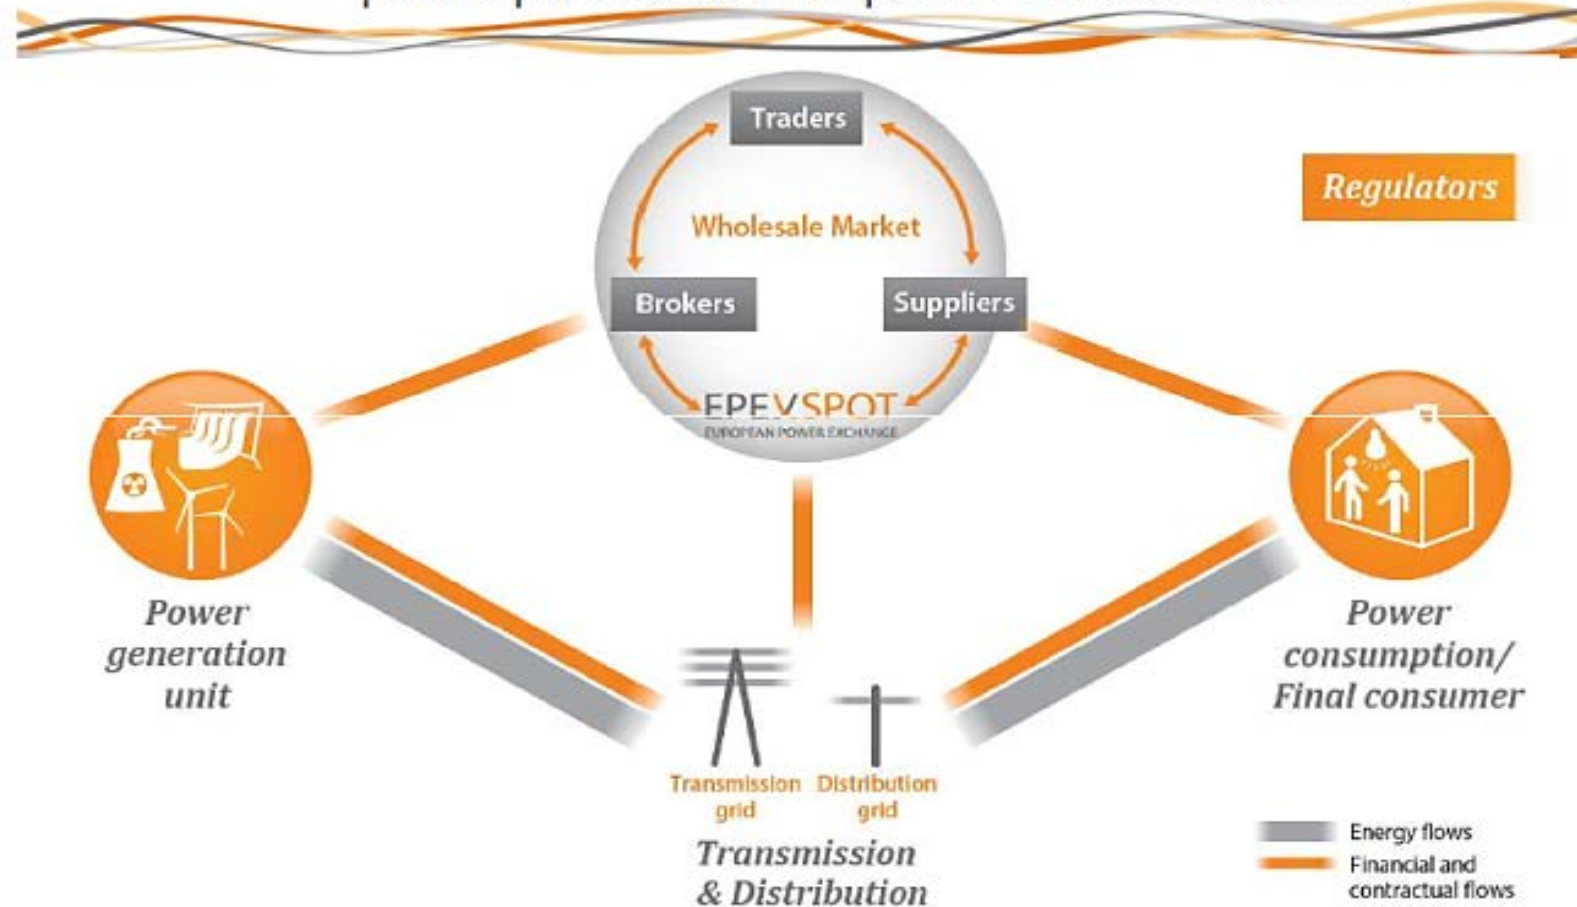 Traders
Regulators
Wholesale Market
Brokers
Suppliers
EPEXSPOT
EUROPEAN POWER EXCHANGE
Power
generation
unit
Power
consumption/
Final consumer
Transmission
grid
Distribution
grid
Transmission
& Distribution
Energy flows
Financial and
contractual flows